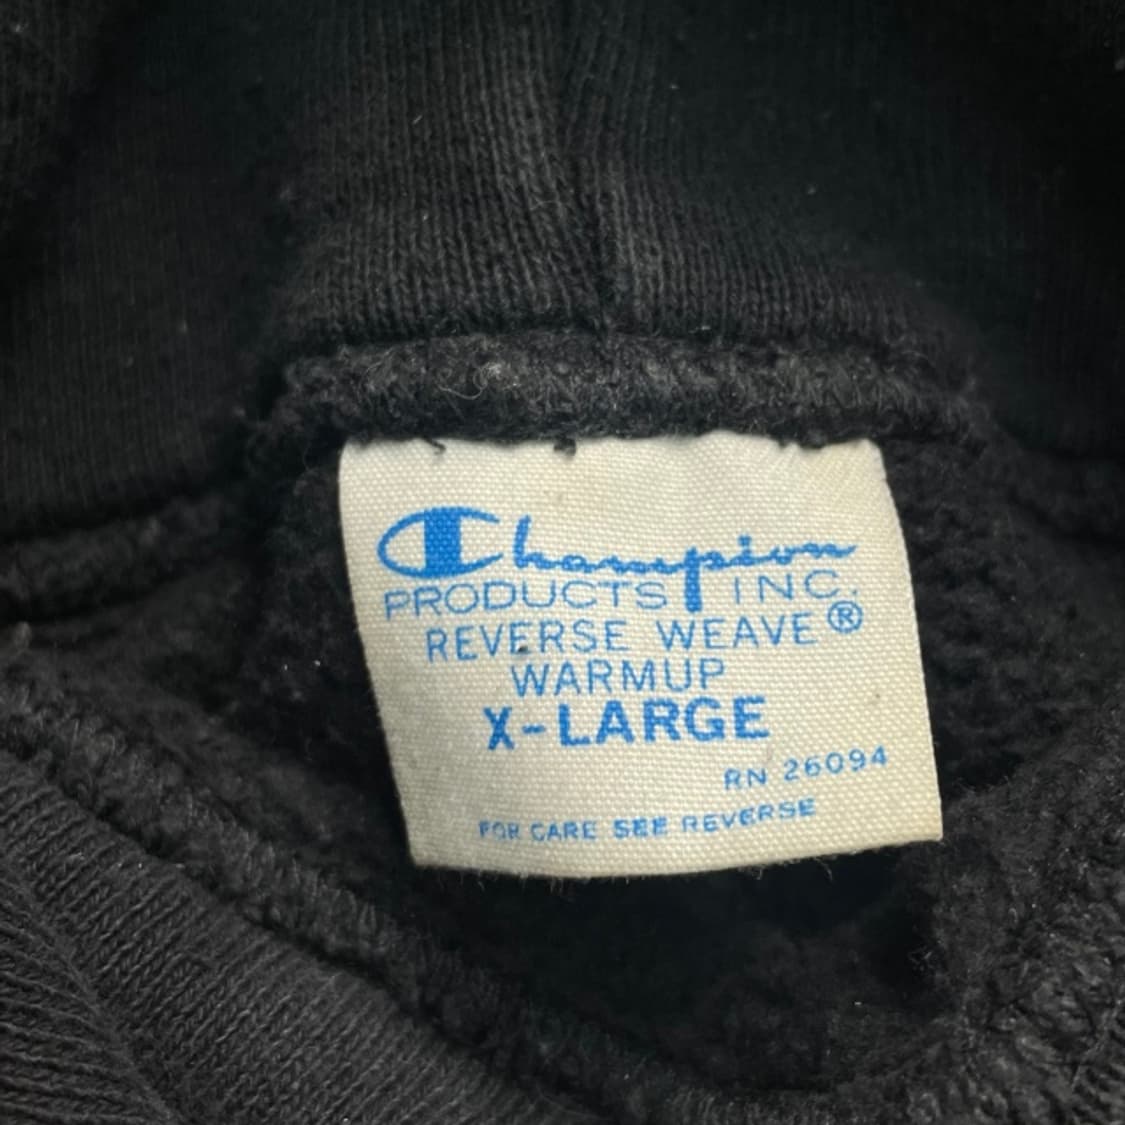 Champion
PRODUCTS INC.
REVERSE WEAVE®
WARMUP
X-LARGE
RN 26094
FOR CARE SEE REVERSE